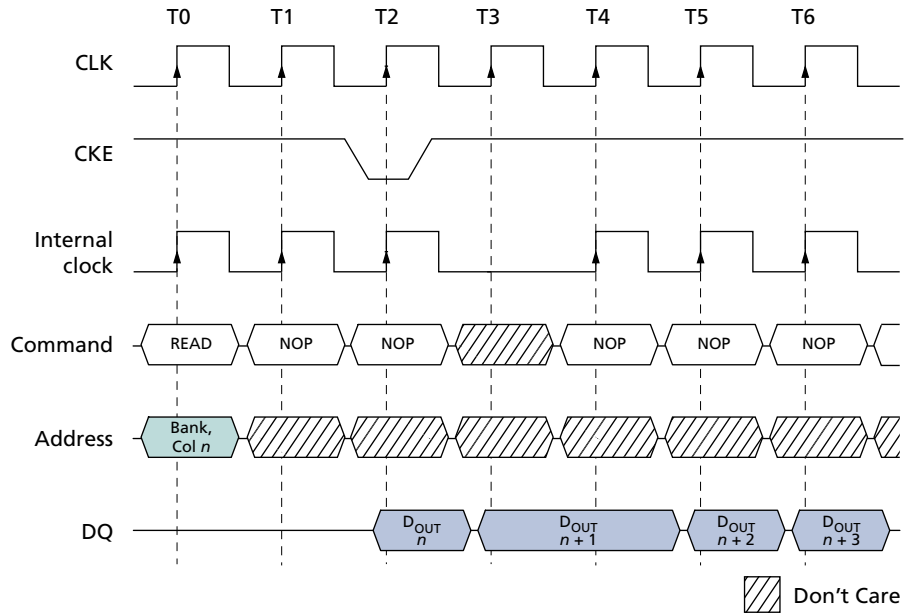 T0 T1 T2 T3 T4 T5 T6
CLK
CKE
Internal
clock
Command READ NOP NOP NOP NOP NOP
Address Bank,
Col n
DQ DOUT DOUT DOUT DOUT
n n + 1 n + 2 n + 3
Don't Care